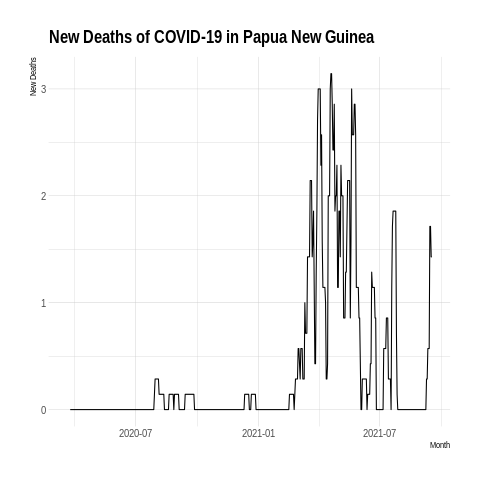 New Deaths of COVID-19 in Papua New Guinea
New Deaths
3
2
1
0
2020-07
2021-01
2021-07
Month